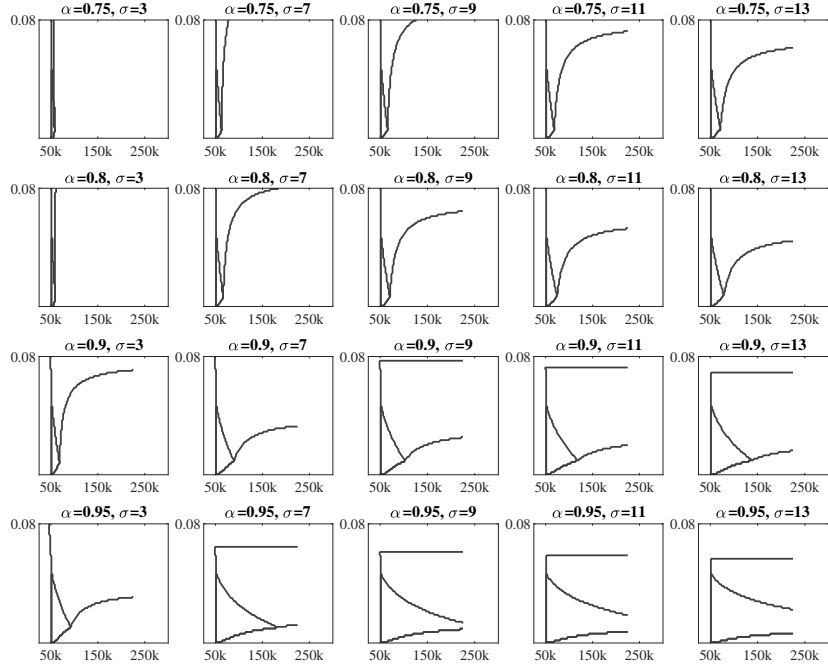 α=0.75, σ=3 α=0.75, σ=7 α=0.75, σ=9 α=0.75, σ=11 α=0.75, σ=13
0.08 0.08 0.08 0.08 0.08
50k 150k 250k 50k 150k 250k 50k 150k 250k 50k 150k 250k 50k 150k 250k
α=0.8, σ=3 α=0.8, σ=7 α=0.8, σ=9 α=0.8, σ=11 α=0.8, σ=13
0.08 0.08 0.08 0.08 0.08
50k 150k 250k 50k 150k 250k 50k 150k 250k 50k 150k 250k 50k 150k 250k
α=0.9, σ=3 α=0.9, σ=7 α=0.9, σ=9 α=0.9, σ=11 α=0.9, σ=13
0.08 0.08 0.08 0.08 0.08
50k 150k 250k 50k 150k 250k 50k 150k 250k 50k 150k 250k 50k 150k 250k
α=0.95, σ=3 α=0.95, σ=7 α=0.95, σ=9 α=0.95, σ=11 α=0.95, σ=13
0.08 0.08 0.08 0.08 0.08
50k 150k 250k 50k 150k 250k 50k 150k 250k 50k 150k 250k 50k 150k 250k